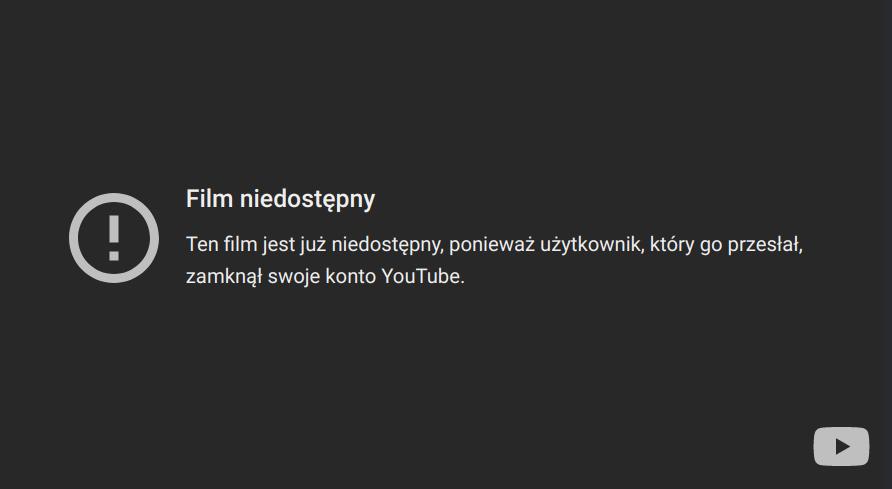 Film niedostępny
Ten film jest już niedostępny, ponieważ użytkownik, który go przesłał,
zamknął swoje konto YouTube.